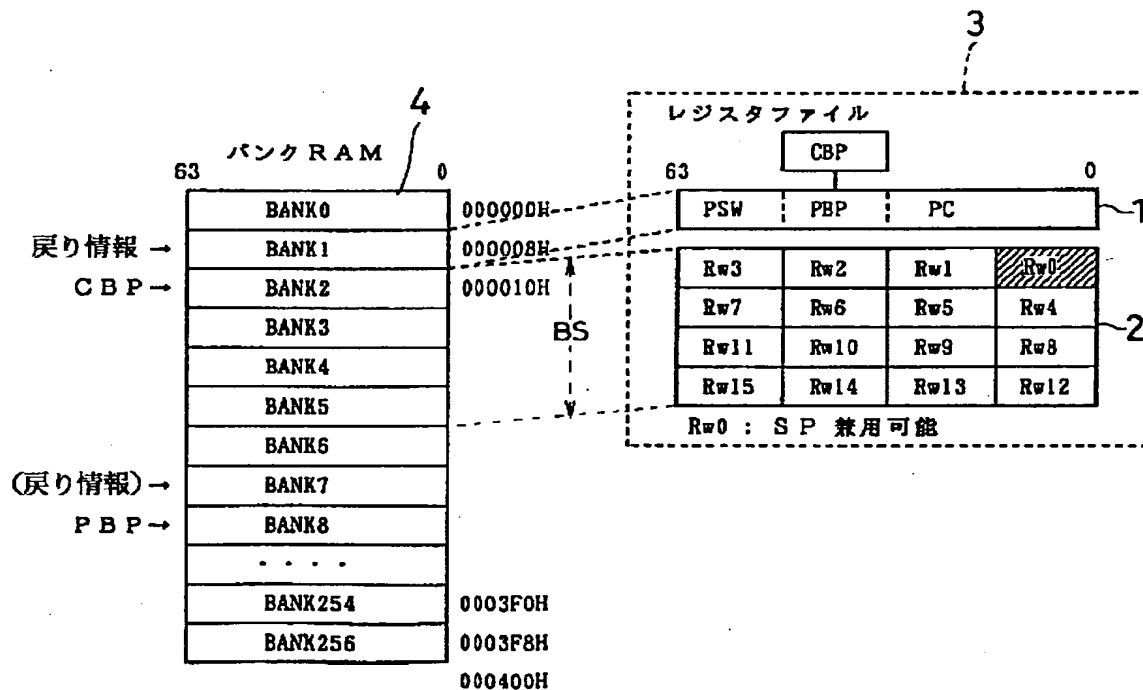 3
4
レジスタファイル
バンクRAM
CBP
63 0
63 0
BANK0 000000H
PSW PBP PC 1
戻り情報 → BANK1 000008H
CBP → BANK2 000010H
Rw3 Rw2 Rw1 Rw0
Rw7 Rw6 Rw5 Rw4
2
Rw11 Rw10 Rw9 Rw8
Rw15 Rw14 Rw13 Rw12
BANK3
BS
BANK4
BANK5
Rw0 : SP 兼用可能
BANK6
(戻り情報)→ BANK7
PBP→ BANK8
・・・・
BANK254 0003F0H
BANK256 0003F8H
000400H